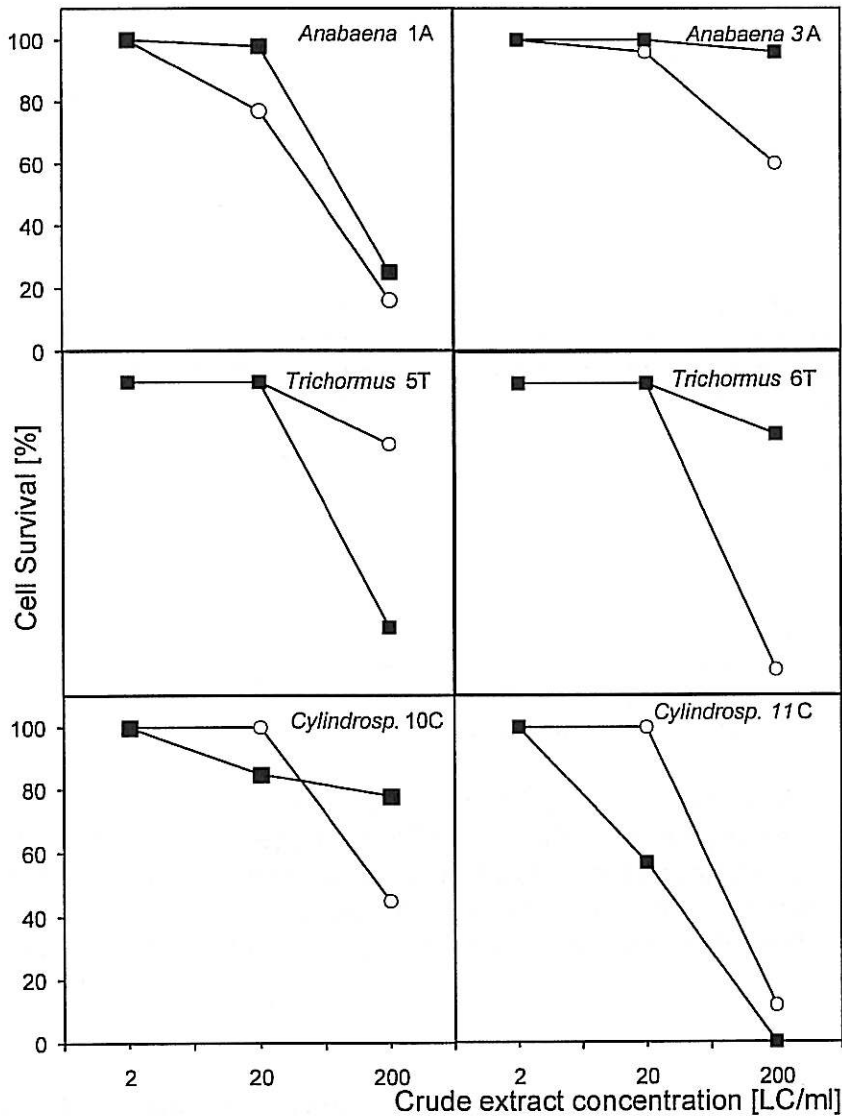 Anabaena 1A
Anabaena 3A
100
80
60
40
20
0
Trichormus 5T
Trichormus 6T
Cell Survival [%]
Cylindrosp. 10C
Cylindrosp. 11C
100
80
60
40
20
0
2 20 200 2 20 200
Crude extract concentration [LC/ml]